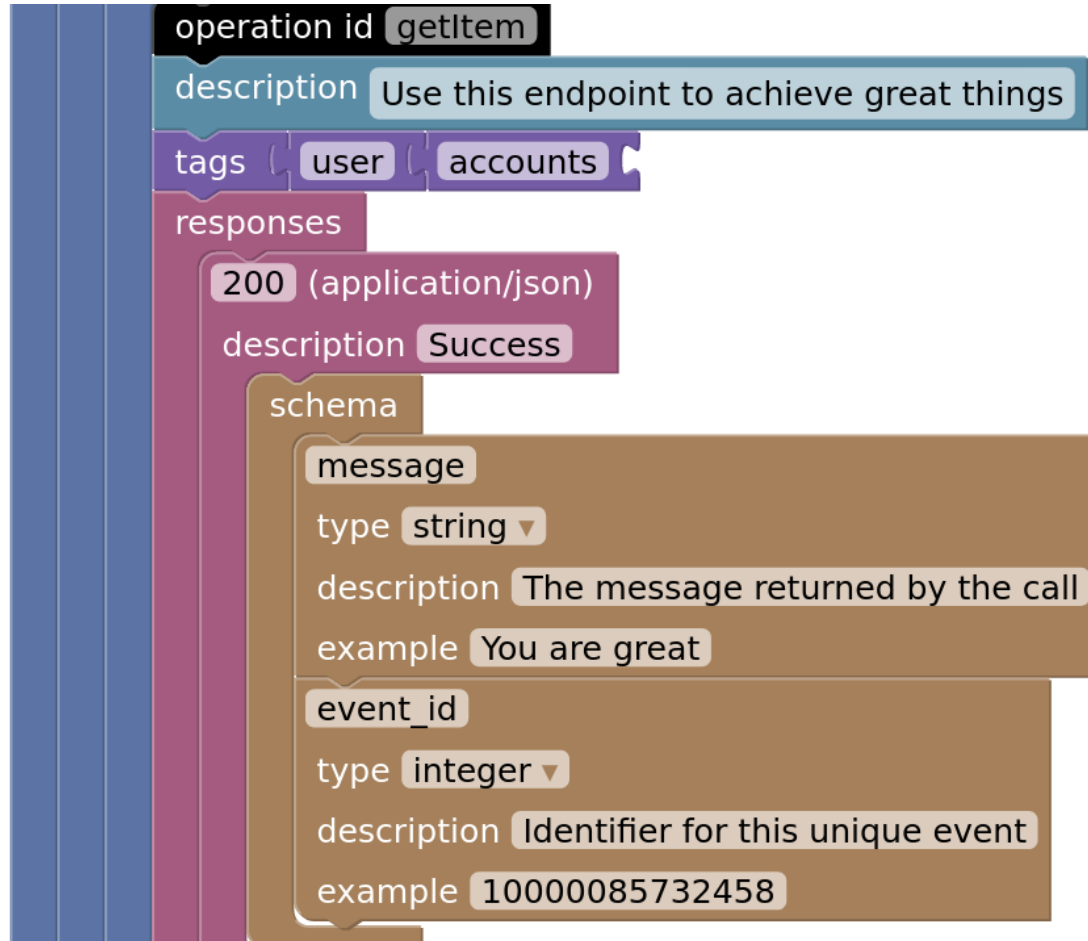 operation id getItem
description Use this endpoint to achieve great things
tags user accounts
responses
200 (application/json)
description Success
schema
message
type string ▾
description The message returned by the call
example You are great
event_id
type integer ▾
description Identifier for this unique event
example 10000085732458